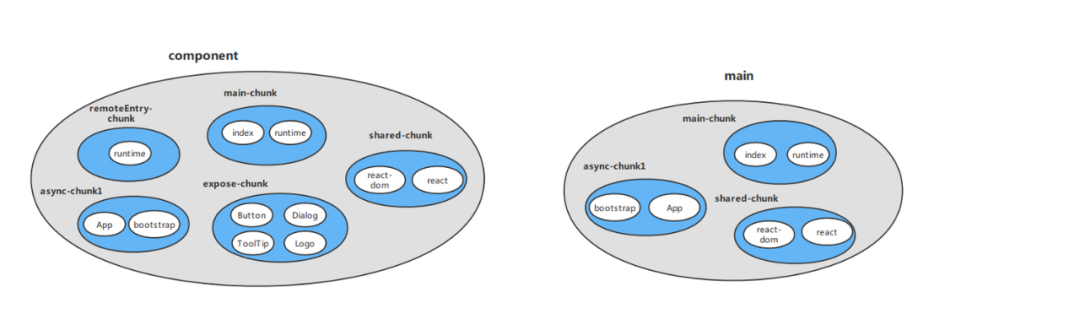 component
main-chunk
remoteEntry-
chunk
index
runtime
shared-chunk
runtime
react-
dom
react
async-chunk1
expose-chunk
App
bootstrap
Button
Dialog
ToolTip
Logo
main
main-chunk
index
runtime
async-chunk1
bootstrap
App
shared-chunk
react-
dom
react